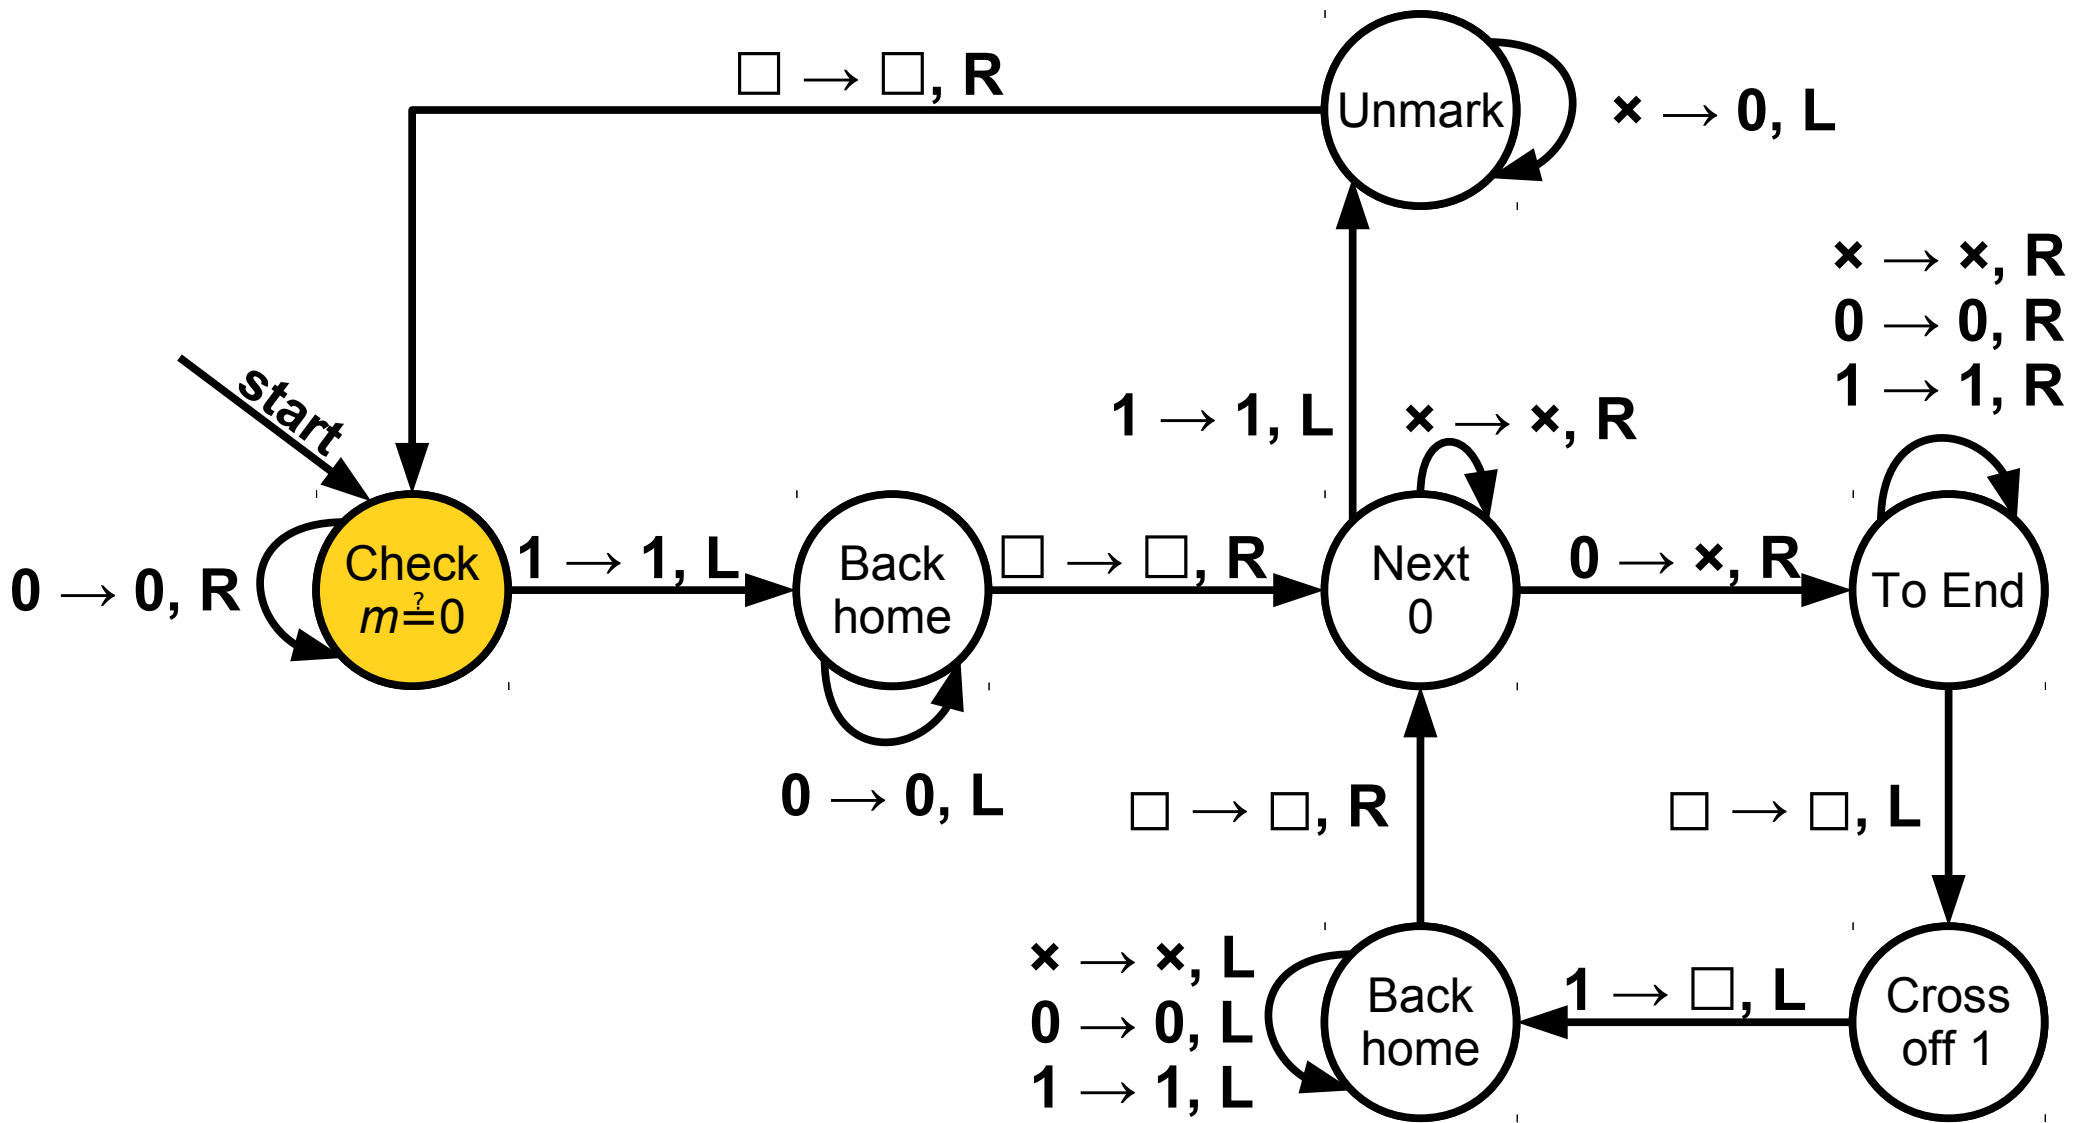 □ → □, R
Unmark
× → 0, L
× → ×, R
0 → 0, R
1 → 1, R
start
1 → 1, L
× → ×, R
0 → 0, R
Check
m≟0
1 → 1, L
Back
home
□ → □, R
Next
0
0 → ×, R
To End
0 → 0, L
□ → □, R
□ → □, L
× → ×, L
0 → 0, L
1 → 1, L
Back
home
1 → □, L
Cross
off 1